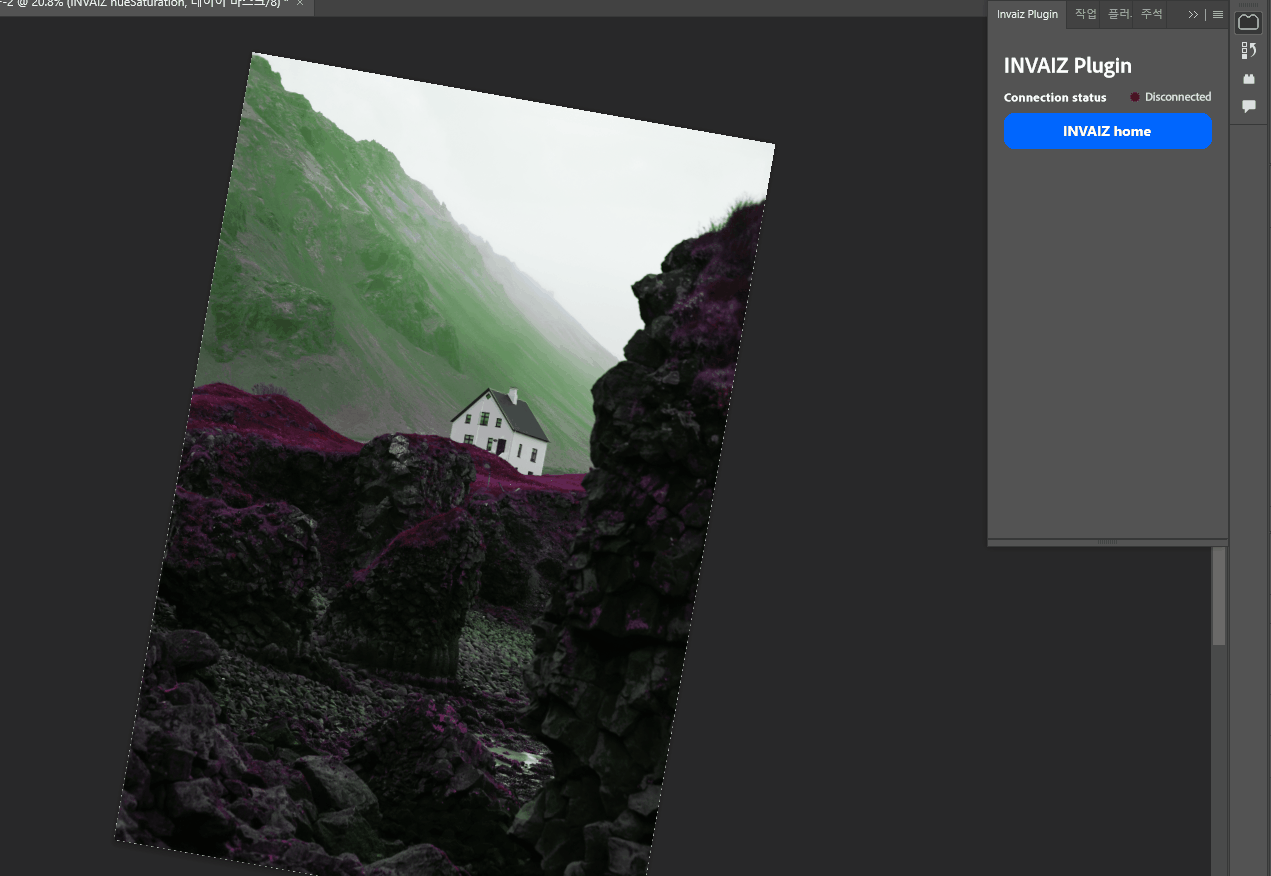 -2 @ 20.8% (INVAIZ hueSaturation, 레이어 마스크/8) * ×
Invaiz Plugin 작업 플러. 주석
INVAIZ Plugin
Connection status Disconnected
INVAIZ home